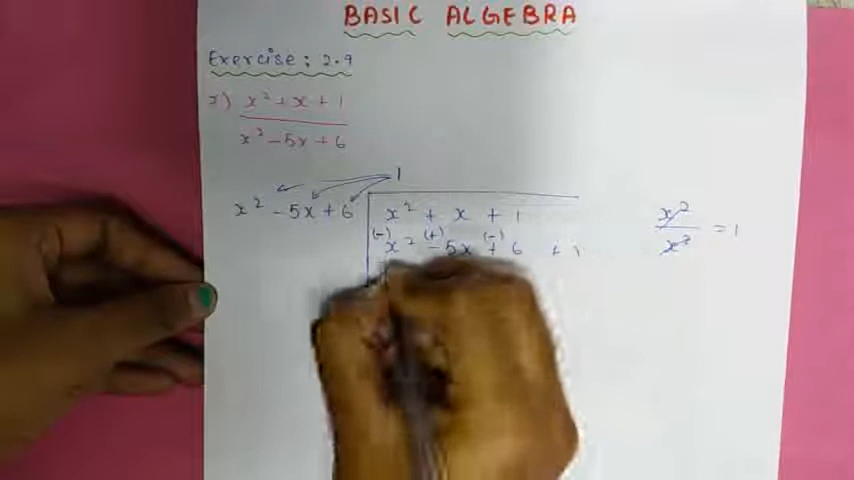 BASIC ALGEBRA
Exercise : 2.9
x² + x + 1
x² - 5x + 6
1
x² - 5x + 6
x² + x + 1
(-) (+) (-)
x² - 5x + 6 + 1
x²
x²
= 1